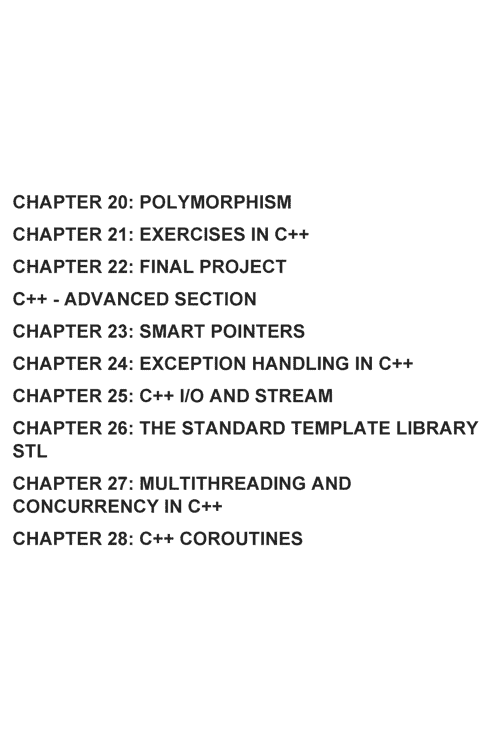 CHAPTER 20: POLYMORPHISM
CHAPTER 21: EXERCISES IN C++
CHAPTER 22: FINAL PROJECT
C++ - ADVANCED SECTION
CHAPTER 23: SMART POINTERS
CHAPTER 24: EXCEPTION HANDLING IN C++
CHAPTER 25: C++ I/O AND STREAM
CHAPTER 26: THE STANDARD TEMPLATE LIBRARY
STL
CHAPTER 27: MULTITHREADING AND
CONCURRENCY IN C++
CHAPTER 28: C++ COROUTINES